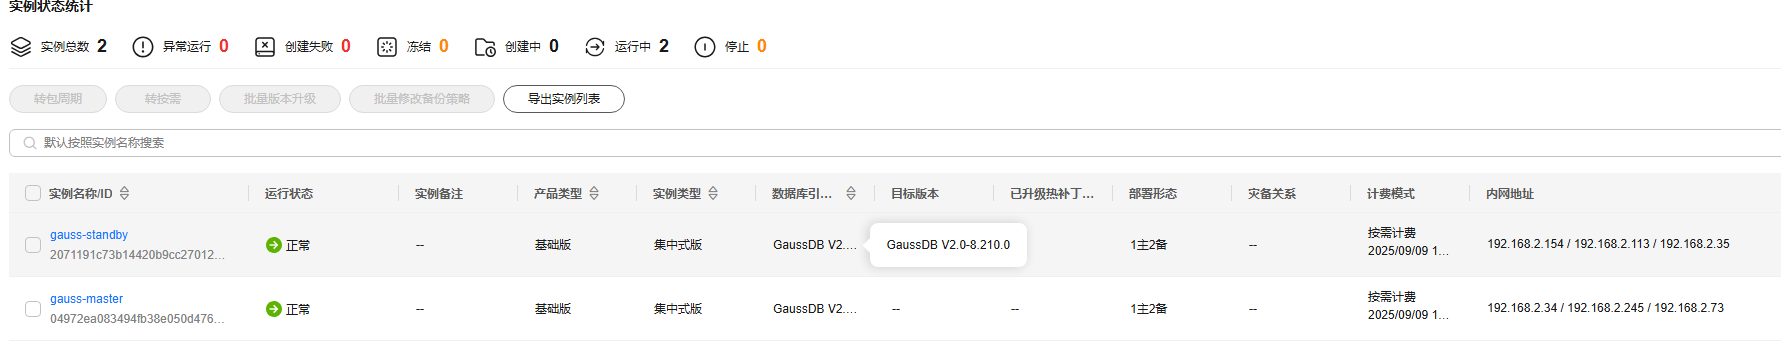 实例状态统计
实例总数 2 异常运行 0 创建失败 0 冻结 0 创建中 0 运行中 2 停止 0
转包周期 转按需 批量版本升级 批量修改备份策略 导出实例列表
默认按照实例名称搜索
实例名称/ID 运行状态 实例备注 产品类型 实例类型 数据库引... 目标版本 已升级热补丁... 部署形态 灾备关系 计费模式 内网地址
gauss-standby
2071191c73b14420b9cc27012...
正常 -- 基础版 集中式版 GaussDB V2.... GaussDB V2.0-8.210.0 1主2备 --
按需计费
2025/09/09 1...
192.168.2.154 / 192.168.2.113 / 192.168.2.35
gauss-master
04972ea083494fb38e050d476...
正常 -- 基础版 集中式版 GaussDB V2.... -- -- 1主2备 --
按需计费
2025/09/09 1...
192.168.2.34 / 192.168.2.245 / 192.168.2.73